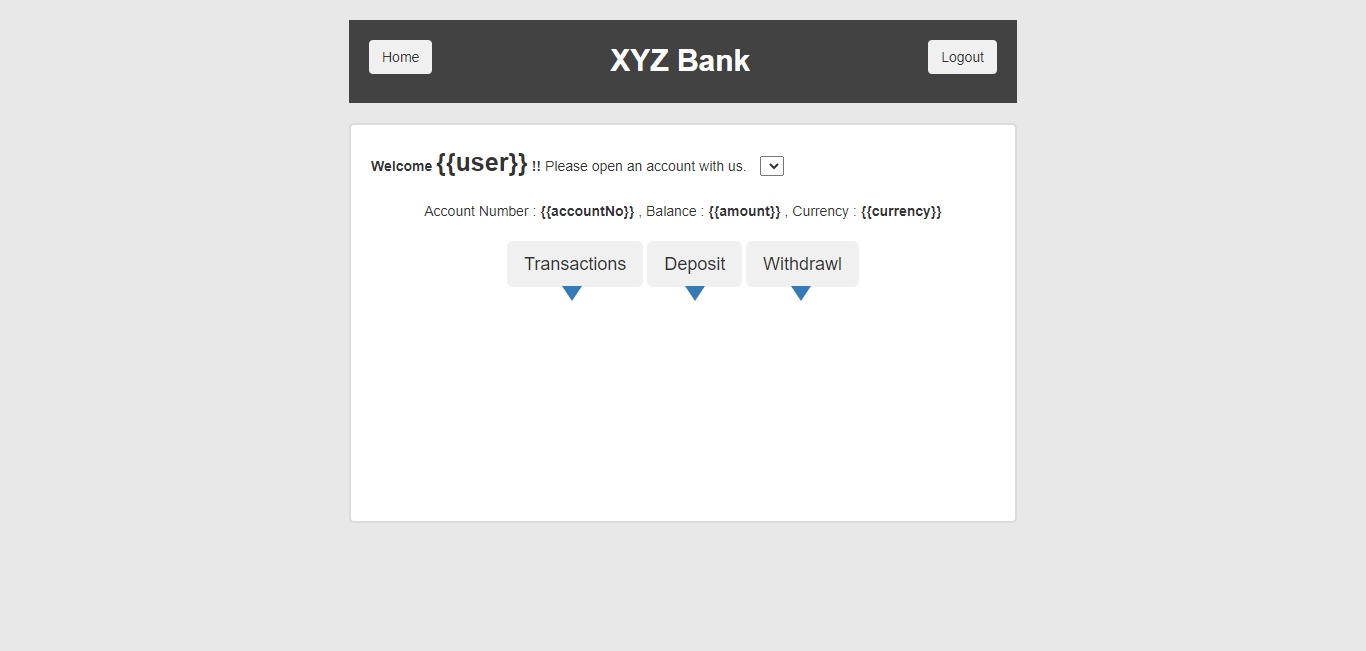 Home XYZ Bank Logout
Welcome {{user}} !! Please open an account with us.
Account Number : {{accountNo}} , Balance : {{amount}} , Currency : {{currency}}
Transactions Deposit Withdrawl